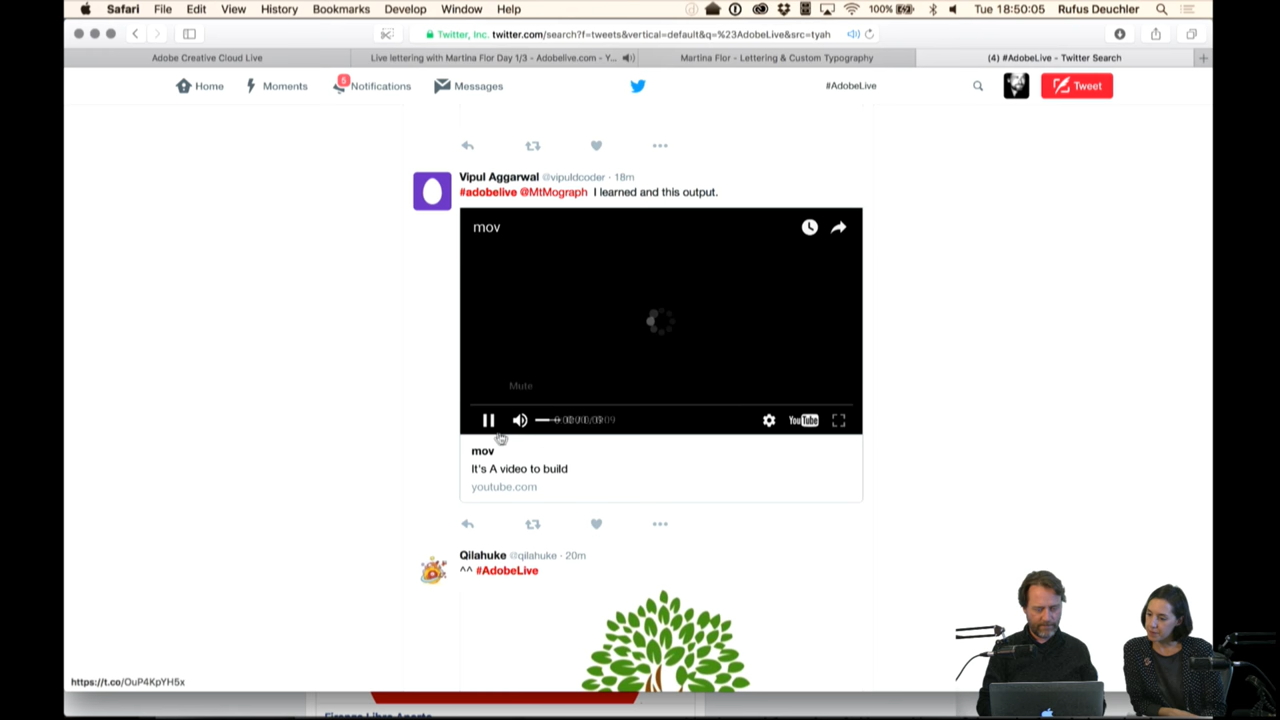 Safari File Edit View History Bookmarks Develop Window Help 100% Tue 18:50:05 Rufus Deuchler
Twitter, Inc. twitter.com/search?f=tweets&vertical=default&q=%23AdobeLive&src=tyah
Adobe Creative Cloud Live
Live lettering with Martina Flor Day 1/3 - Adobelive.com - Y...
Martina Flor - Lettering & Custom Typography
(4) #AdobeLive - Twitter Search
Home
Moments
5
Notifications
Messages
#AdobeLive
Tweet
Vipul Aggarwal @vipuldcoder · 18m
#adobelive @MtMograph I learned and this output.
mov
Mute
YouTube
mov
It's A video to build
youtube.com
Qilahuke @qilahuke · 20m
^^ #AdobeLive
https://t.co/OuP4KpYH5x